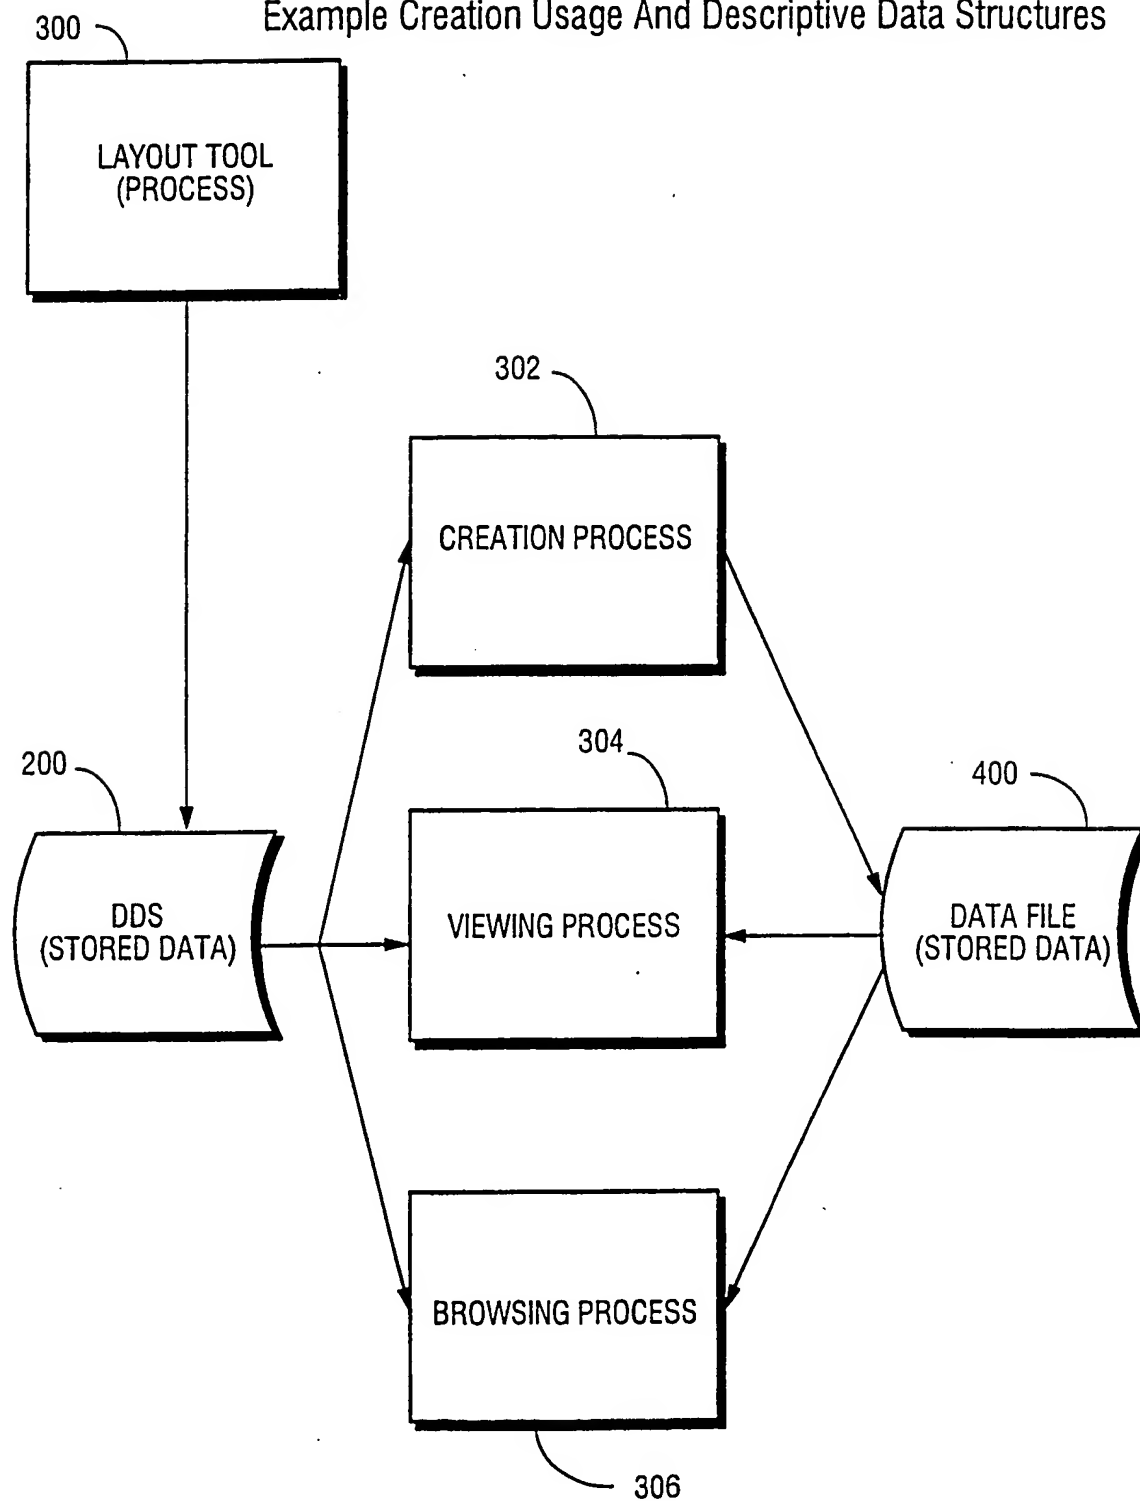 Example Creation Usage And Descriptive Data Structures
300
LAYOUT TOOL
(PROCESS)
302
CREATION PROCESS
304
200
400
VIEWING PROCESS
DDS
(STORED DATA)
DATA FILE
(STORED DATA)
BROWSING PROCESS
306